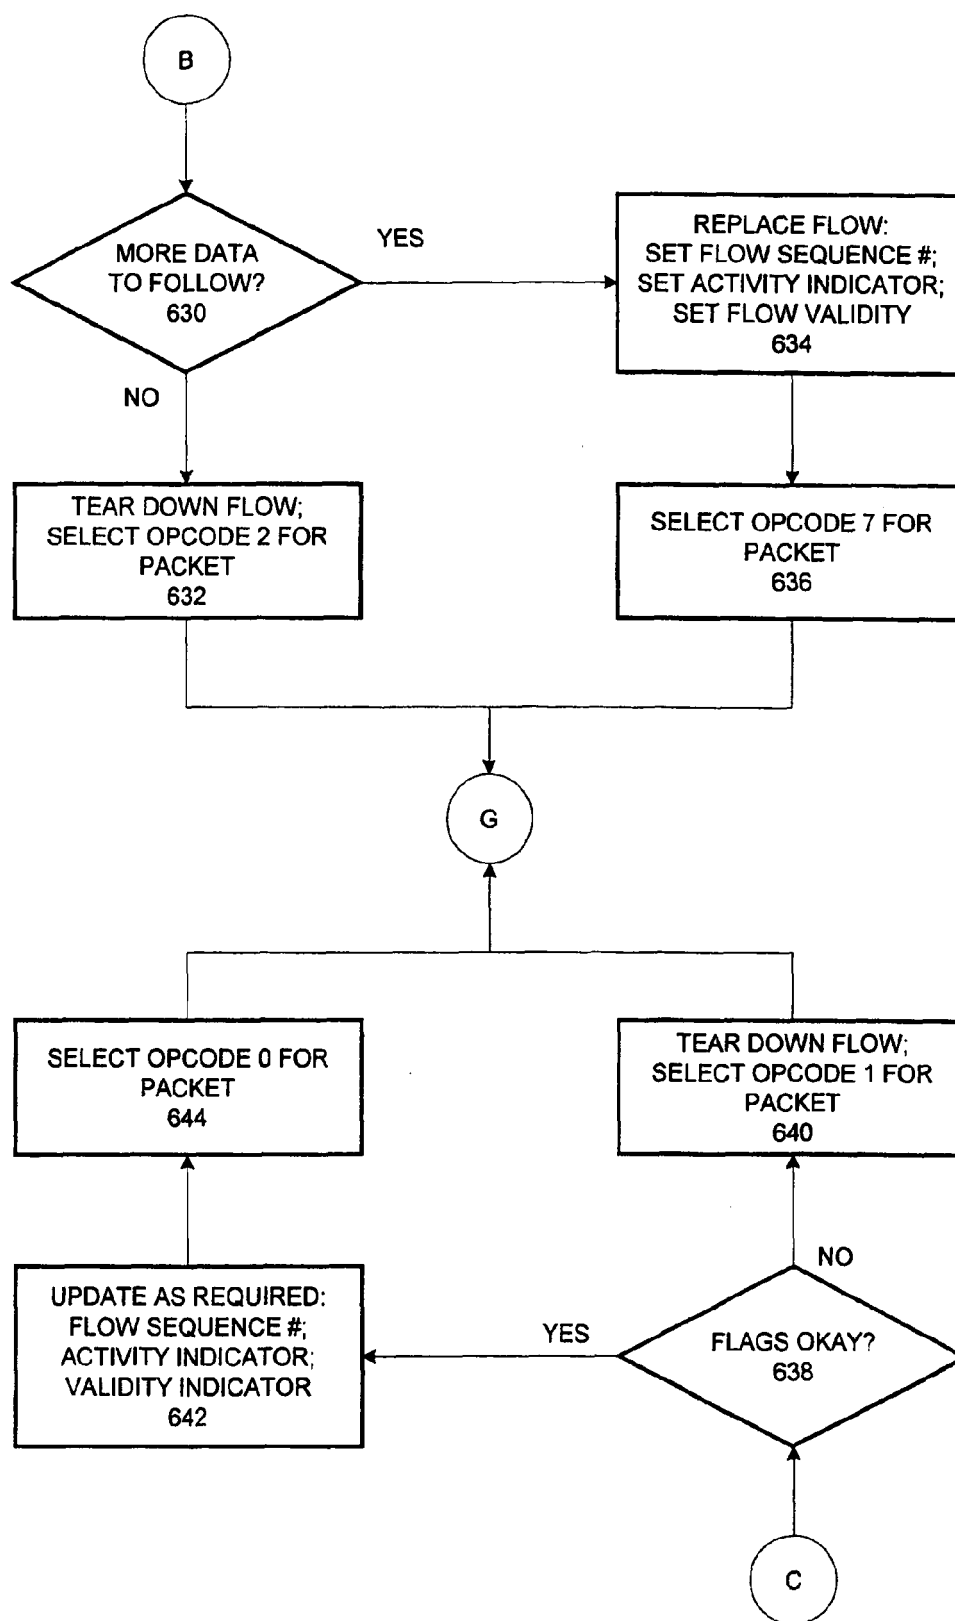 B
MORE DATA
TO FOLLOW?
630
YES
NO
REPLACE FLOW:
SET FLOW SEQUENCE #;
SET ACTIVITY INDICATOR;
SET FLOW VALIDITY
634
TEAR DOWN FLOW;
SELECT OPCODE 2 FOR
PACKET
632
SELECT OPCODE 7 FOR
PACKET
636
G
SELECT OPCODE 0 FOR
PACKET
644
TEAR DOWN FLOW;
SELECT OPCODE 1 FOR
PACKET
640
NO
UPDATE AS REQUIRED:
FLOW SEQUENCE #;
ACTIVITY INDICATOR;
VALIDITY INDICATOR
642
YES
FLAGS OKAY?
638
C